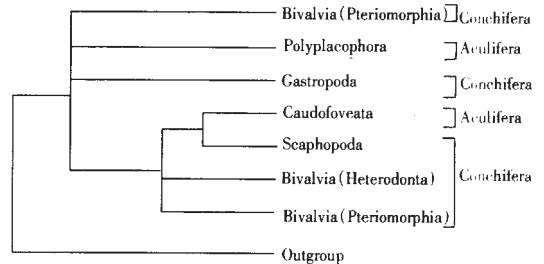 Bivalvia(Pteriomorphia) Conchifera
Polyplacophora Aculifera
Gastropoda Conchifera
Caudofoveata Aculifera
Scaphopoda
Bivalvia(Heterodonta) Conchifera
Bivalvia(Pteriomorphia)
Outgroup